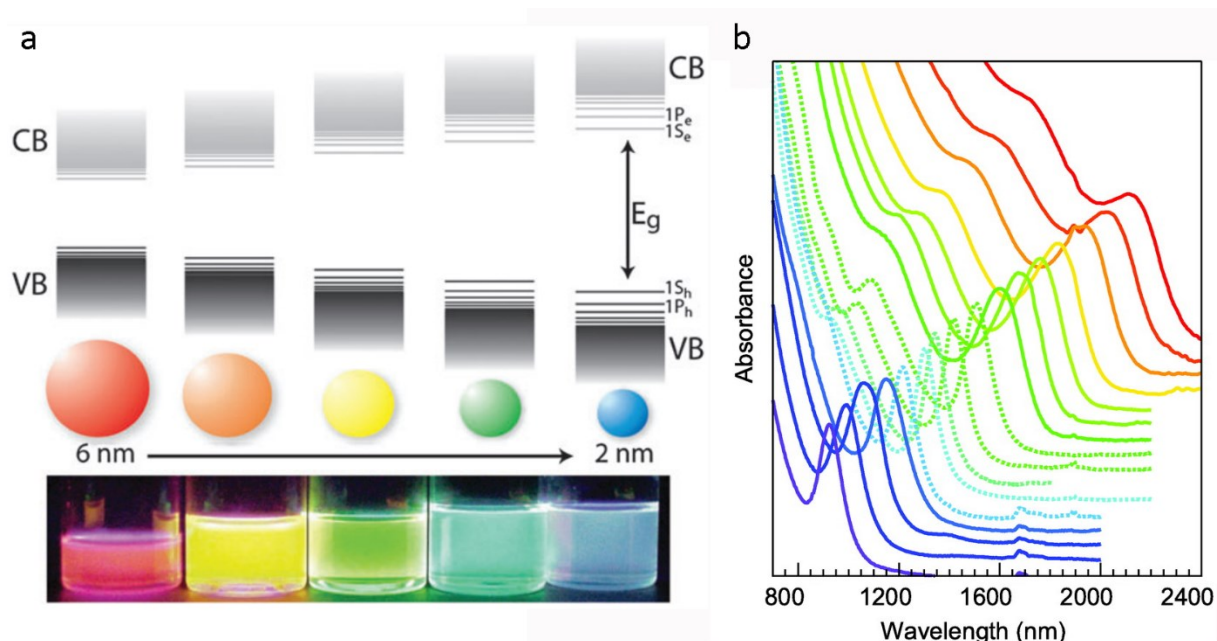 a
CB
VB
CB
1Pₑ
1Sₑ
E_g
1Sₕ
1Pₕ
VB
6 nm
2 nm
b
Absorbance
800
1200
1600
2000
2400
Wavelength (nm)